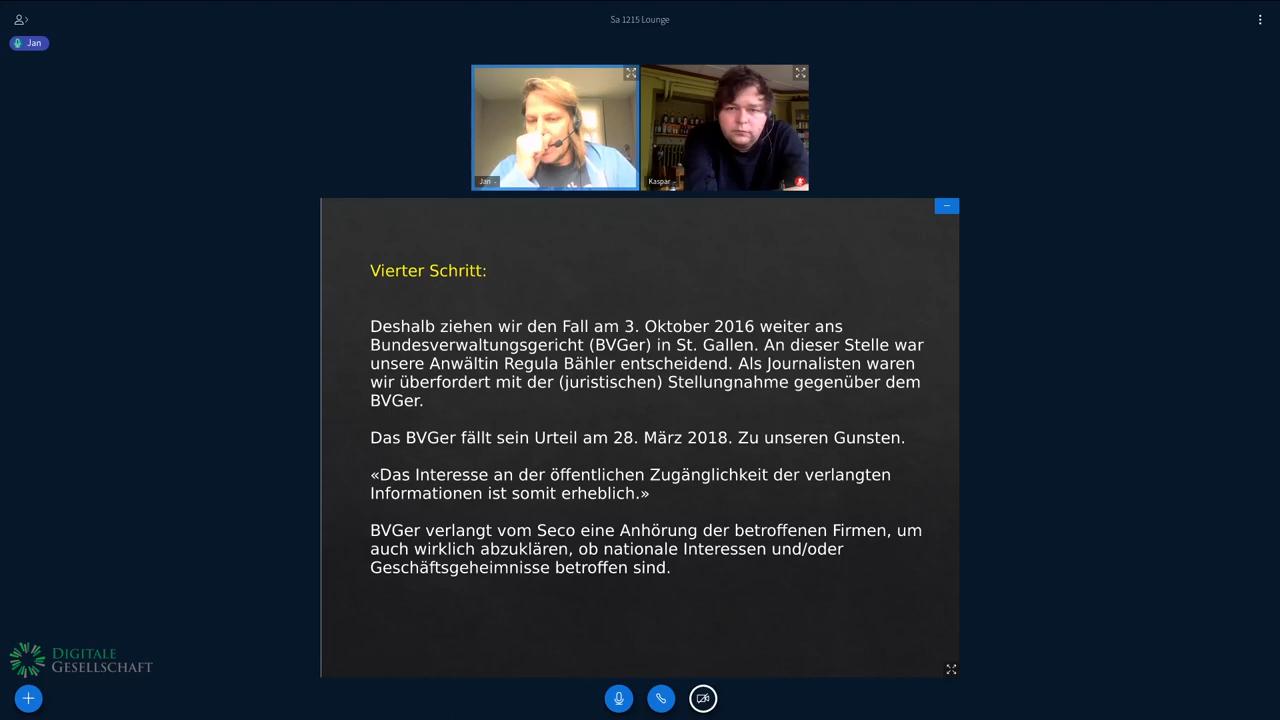 Sa 1215 Lounge
Jan
Jan
Kaspar
Vierter Schritt:
Deshalb ziehen wir den Fall am 3. Oktober 2016 weiter ans
Bundesverwaltungsgericht (BVGer) in St. Gallen. An dieser Stelle war
unsere Anwältin Regula Bähler entscheidend. Als Journalisten waren
wir überfordert mit der (juristischen) Stellungnahme gegenüber dem
BVGer.
Das BVGer fällt sein Urteil am 28. März 2018. Zu unseren Gunsten.
«Das Interesse an der öffentlichen Zugänglichkeit der verlangten
Informationen ist somit erheblich.»
BVGer verlangt vom Seco eine Anhörung der betroffenen Firmen, um
auch wirklich abzuklären, ob nationale Interessen und/oder
Geschäftsgeheimnisse betroffen sind.
DIGITALE
GESELLSCHAFT